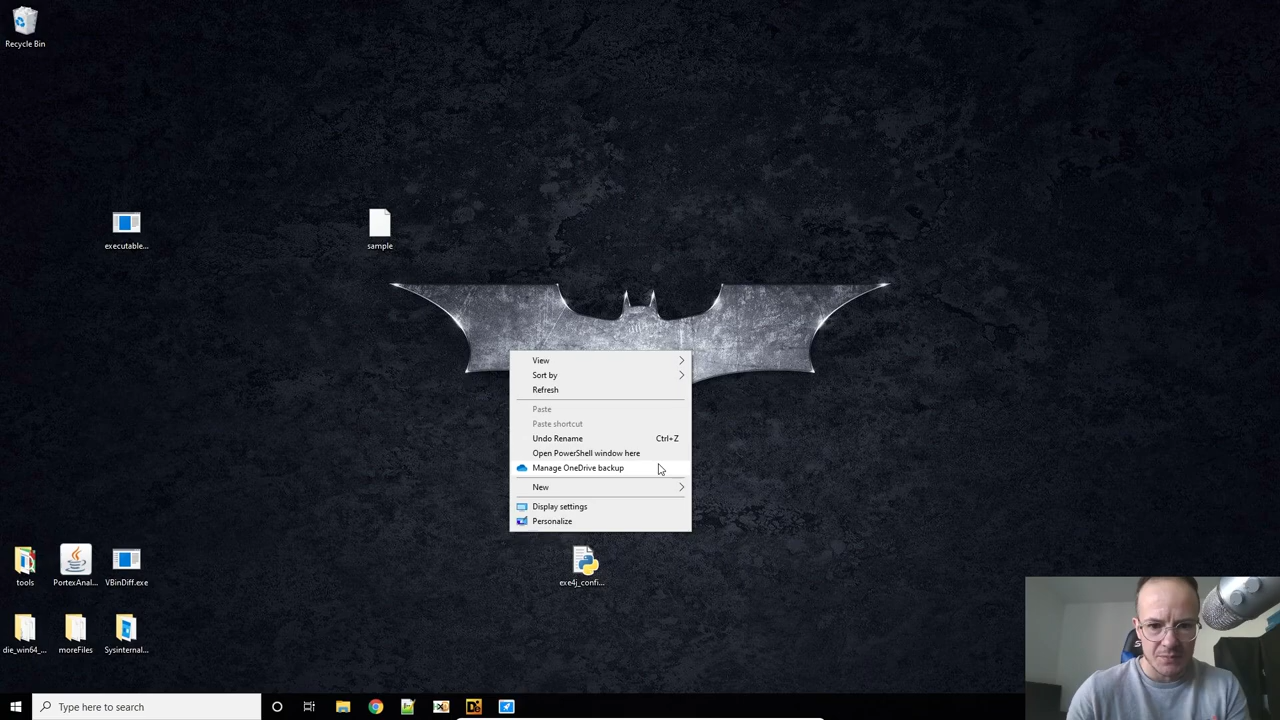 Recycle Bin
executable...
sample
View
Sort by
Refresh
Paste
Paste shortcut
Undo Rename Ctrl+Z
Open PowerShell window here
Manage OneDrive backup
New
Display settings
Personalize
exe4j_confi...
tools
PortexAnal...
VBinDiff.exe
die_win64_...
moreFiles
Sysinternal...
Type here to search